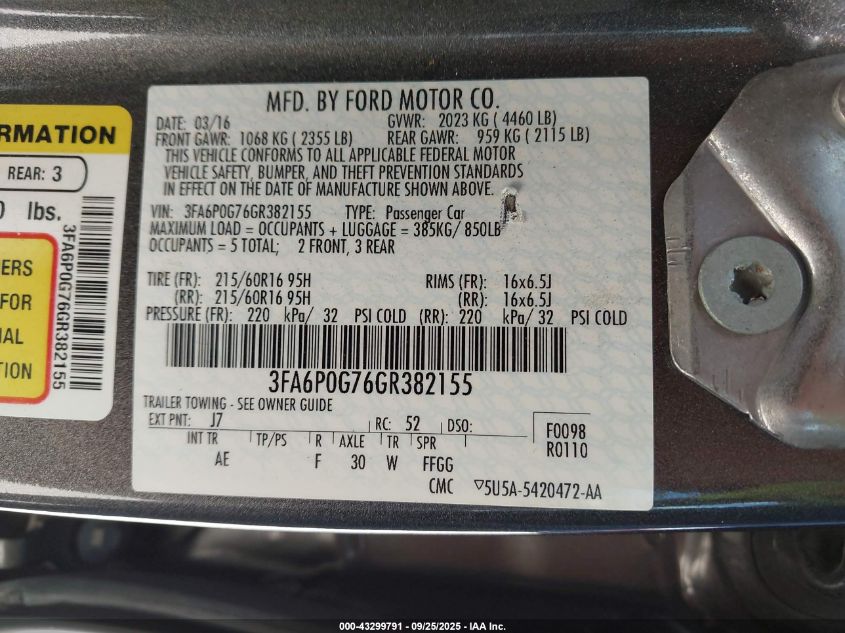 MFD. BY FORD MOTOR CO.
DATE: 03/16 GVWR: 2023 KG ( 4460 LB)
FRONT GAWR: 1068 KG ( 2355 LB) REAR GAWR: 959 KG ( 2115 LB)
THIS VEHICLE CONFORMS TO ALL APPLICABLE FEDERAL MOTOR
VEHICLE SAFETY, BUMPER, AND THEFT PREVENTION STANDARDS
IN EFFECT ON THE DATE OF MANUFACTURE SHOWN ABOVE.
VIN: 3FA6P0G76GR382155 TYPE: Passenger Car
MAXIMUM LOAD = OCCUPANTS + LUGGAGE = 385KG/ 850LB
OCCUPANTS = 5 TOTAL; 2 FRONT, 3 REAR
TIRE (FR): 215/60R16 95H RIMS (FR): 16x6.5J
(RR): 215/60R16 95H (RR): 16x6.5J
PRESSURE (FR): 220 kPa/ 32 PSI COLD (RR): 220 kPa/ 32 PSI COLD
3FA6P0G76GR382155
TRAILER TOWING - SEE OWNER GUIDE
EXT PNT: J7 RC: 52 DSO:
INT TR TP/PS R AXLE TR SPR
AE F 30 W FFGG
F0098
R0110
CMC ▽5U5A-5420472-AA
RMATION
REAR: 3
0 lbs.
ERS
FOR
IAL
.
3FA6P0G76GR382155
000-43299791 - 09/25/2025 - IAA Inc.